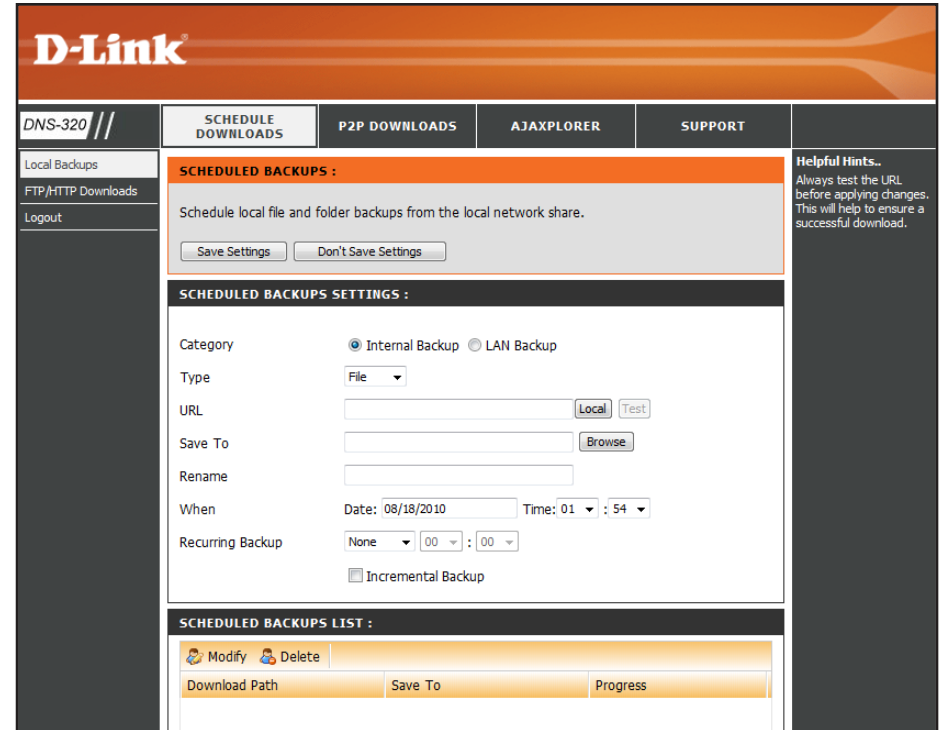 D-Link®
DNS-320 //
SCHEDULE
DOWNLOADS
P2P DOWNLOADS
AJAXPLORER
SUPPORT
Local Backups
FTP/HTTP Downloads
Logout
SCHEDULED BACKUPS :
Schedule local file and folder backups from the local network share.
Save Settings Don't Save Settings
SCHEDULED BACKUPS SETTINGS :
Category Internal Backup LAN Backup
Type File
URL Local Test
Save To Browse
Rename
When Date: 08/18/2010 Time: 01 : 54
Recurring Backup None 00 : 00
Incremental Backup
SCHEDULED BACKUPS LIST :
Modify Delete
Download Path Save To Progress
Helpful Hints..
Always test the URL
before applying changes.
This will help to ensure a
successful download.